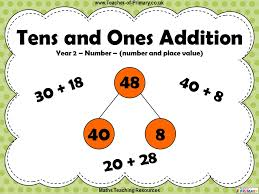 www.Teacher-of-Primary.co.uk
Tens and Ones Addition
Year 2 – Number – (number and place value)
30 + 18
48
40 + 8
40
8
20 + 28
Maths Teaching Resources